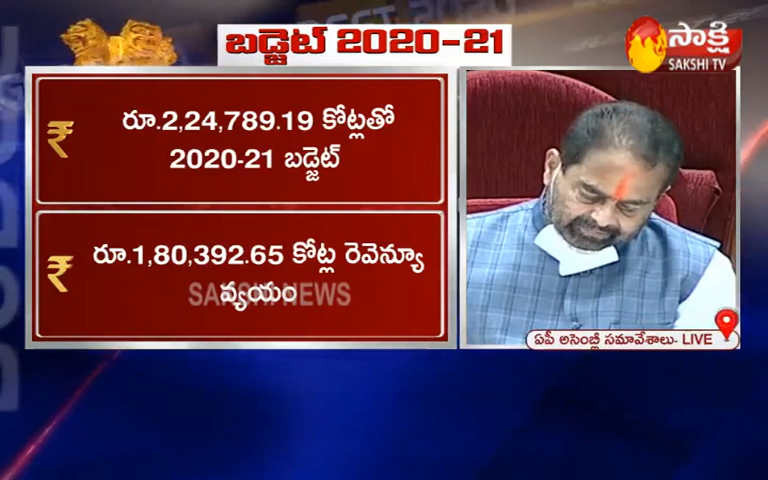 బడ్జెట్ 2020-21
సాక్షి
SAKSHI TV
₹ రూ.2,24,789.19 కోట్లతో
2020-21 బడ్జెట్
₹ రూ.1,80,392.65 కోట్ల రెవెన్యూ
వ్యయం
SAKSHI NEWS
ఏపీ అసెంబ్లీ సమావేశాలు- LIVE